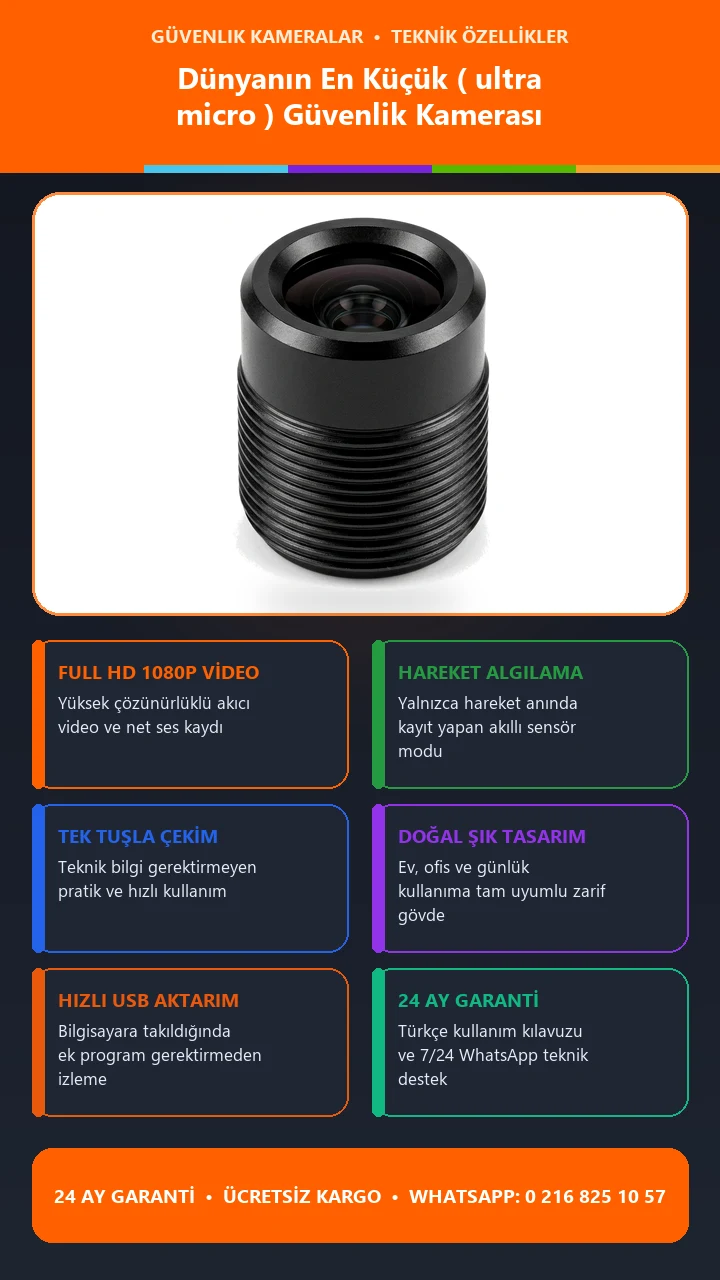 GÜVENLIK KAMERALAR • TEKNİK ÖZELLİKLER
Dünyanın En Küçük ( ultra
micro ) Güvenlik Kamerası
FULL HD 1080P VİDEO
Yüksek çözünürlüklü akıcı
video ve net ses kaydı
HAREKET ALGILAMA
Yalnızca hareket anında
kayıt yapan akıllı sensör
modu
TEK TUŞLA ÇEKİM
Teknik bilgi gerektirmeyen
pratik ve hızlı kullanım
DOĞAL ŞIK TASARIM
Ev, ofis ve günlük
kullanıma tam uyumlu zarif
gövde
HIZLI USB AKTARIM
Bilgisayara takıldığında
ek program gerektirmeden
izleme
24 AY GARANTİ
Türkçe kullanım kılavuzu
ve 7/24 WhatsApp teknik
destek
24 AY GARANTİ • ÜCRETSİZ KARGO • WHATSAPP: 0 216 825 10 57